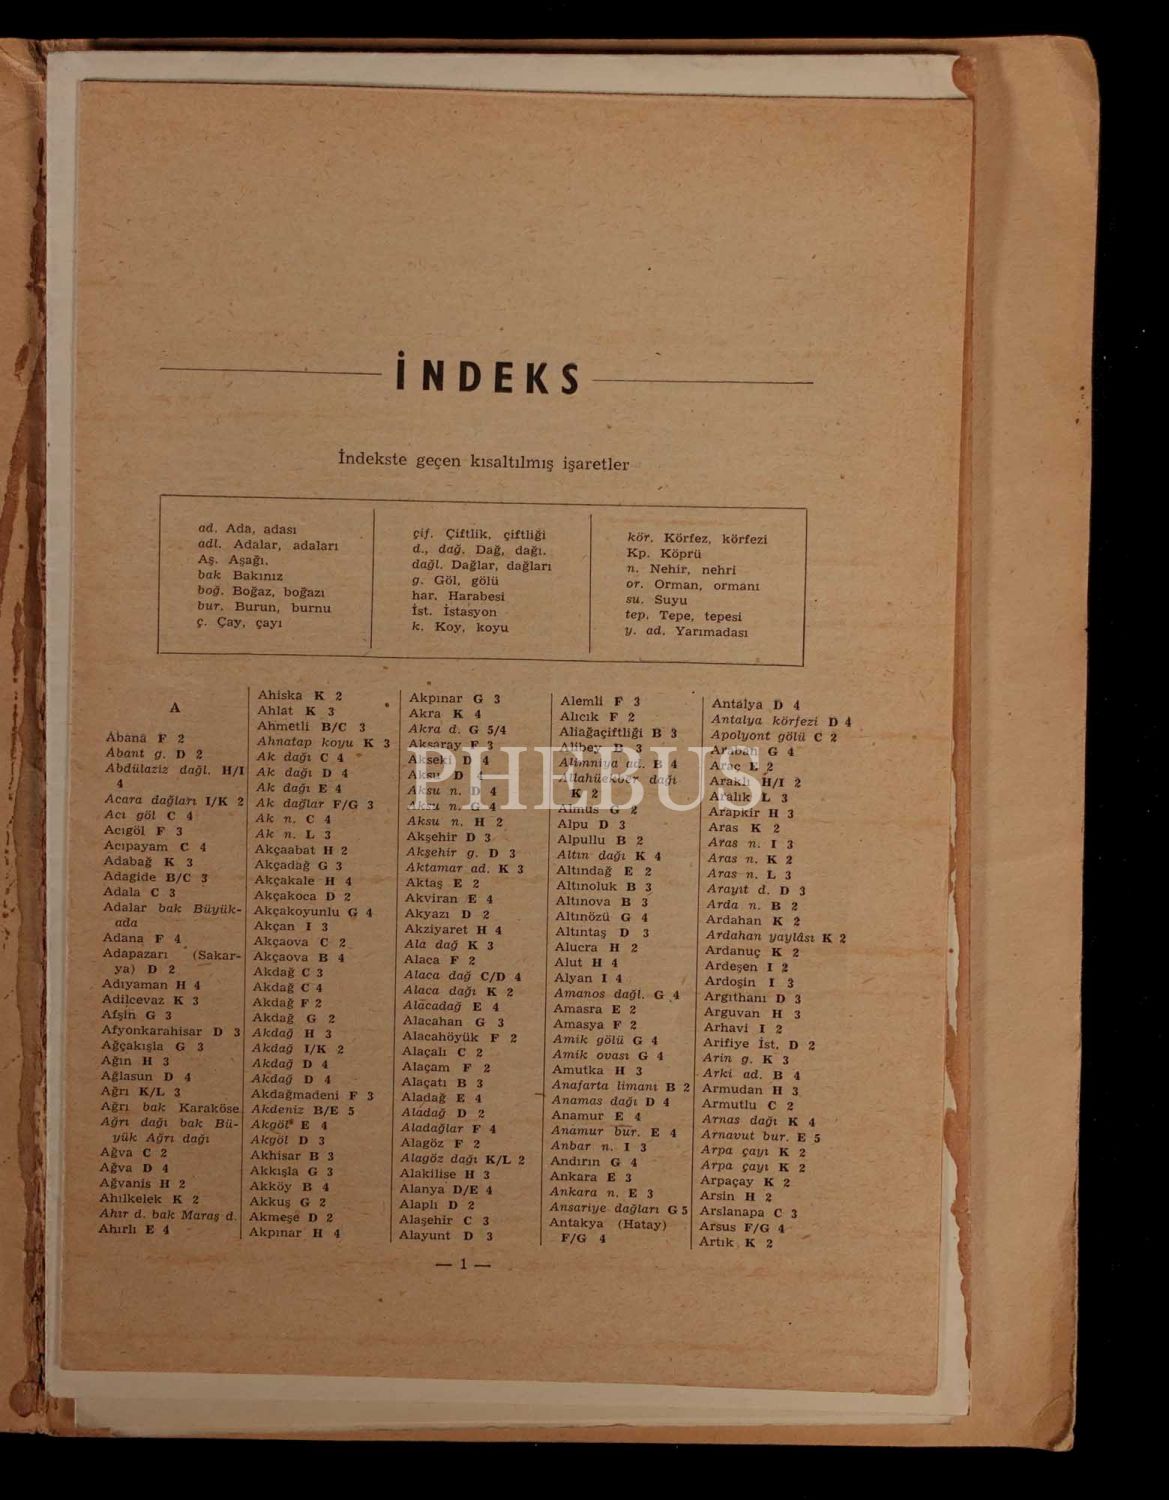 İNDEKS
İndekste geçen kısaltılmış işaretler
ad. Ada, adası
adl. Adalar, adaları
Aş. Aşağı.
bak Bakınız
boğ. Boğaz, boğazı
bur. Burun, burnu
ç. Çay, çayı
çif. Çiftlik, çiftliği
d., dağ. Dağ, dağı.
dağl. Dağlar, dağları
g. Göl, gölü
har. Harabesi
İst. İstasyon
k. Koy, koyu
kör. Körfez, körfezi
Kp. Köprü
n. Nehir, nehri
or. Orman, ormanı
su. Suyu
tep. Tepe, tepesi
y. ad. Yarımadası
A
Abana F 2
Abant g. D 2
Abdülaziz dağl. H/I
4
Acara dağları I/K 2
Acı göl C 4
Acıgöl F 3
Acıpayam C 4
Adabağ K 3
Adagide B/C 3
Adala C 3
Adalar bak Büyük-
ada
Adana F 4
Adapazarı (Sakar-
ya) D 2
Adıyaman H 4
Adilcevaz K 3
Afşin G 3
Afyonkarahisar D 3
Ağçakışla G 3
Ağın H 3
Ağlasun D 4
Ağrı K/L 3
Ağrı bak Karaköse
Ağrı dağı bak Bü-
yük Ağrı dağı
Ağva C 2
Ağva D 4
Ağvanis H 2
Ahılkelek K 2
Ahır d. bak Maraş d.
Ahırlı E 4
Ahiska K 2
Ahlat K 3
Ahmetli B/C 3
Ahnatap koyu K 3
Ak dağı C 4
Ak dağı D 4
Ak dağı E 4
Ak dağlar F/G 3
Ak n. C 4
Ak n. L 3
Akçaabat H 2
Akçadağ G 3
Akçakale H 4
Akçakoca D 2
Akçakoyunlu G 4
Akçan I 3
Akçaova C 2
Akçaova B 4
Akdağ C 3
Akdağ C 4
Akdağ F 2
Akdağ G 2
Akdağ H 3
Akdağ I/K 2
Akdağ D 4
Akdağ D 4
Akdağmadeni F 3
Akdeniz B/E 5
Akgöl E 4
Akgöl D 3
Akhisar B 3
Akkışla G 3
Akköy B 4
Akkuş G 2
Akmeşe D 2
Akpınar H 4
Akpınar G 3
Akra K 4
Akra d. G 5/4
Aksaray F 3
Akseki D 4
Aksu D 4
Aksu n. D 4
Aksu n. G 4
Aksu n. H 2
Akşehir D 3
Akşehir g. D 3
Aktamar ad. K 3
Aktaş E 2
Akviran E 4
Akyazı D 2
Akziyaret H 4
Ala dağ K 3
Alaca F 2
Alaca dağ C/D 4
Alaca dağı K 2
Alacadağ E 4
Alacahan G 3
Alacahöyük F 2
Alaçalı C 2
Alaçam F 2
Alaçatı B 3
Aladağ E 4
Aladağ D 2
Aladağlar F 4
Alagöz F 2
Alagöz dağı K/L 2
Alakilise H 3
Alanya D/E 4
Alaplı D 2
Alaşehir C 3
Alayunt D 3
Alemli F 3
Alıcık F 2
Aliağaçiftliği B 3
Alibey B 3
Alimniya ad. B 4
Allahüekber dağı
K 2
Almus G 2
Alpu D 3
Alpullu B 2
Altın dağı K 4
Altındağ E 2
Altınoluk B 3
Altınova B 3
Altınözü G 4
Altıntaş D 3
Alucra H 2
Alut H 4
Alyan I 4
Amanos dağl. G 4
Amasra E 2
Amasya F 2
Amik gölü G 4
Amik ovası G 4
Amutka H 3
Anafarta limanı B 2
Anamas dağı D 4
Anamur E 4
Anamur bur. E 4
Anbar n. I 3
Andırın G 4
Ankara E 3
Ankara n. E 3
Ansariye dağları G 5
Antakya (Hatay)
F/G 4
Antalya D 4
Antalya körfezi D 4
Apolyont gölü C 2
Araban G 4
Araç E 2
Araklı H/I 2
Aralık L 3
Arapkir H 3
Aras K 2
Aras n. I 3
Aras n. K 2
Aras n. L 3
Arayıt d. D 3
Arda n. B 2
Ardahan K 2
Ardahan yaylâsı K 2
Ardanuç K 2
Ardeşen I 2
Ardoşin I 3
Argıthanı D 3
Arguvan H 3
Arhavi I 2
Arifiye İst. D 2
Arin g. K 3
Arki ad. B 4
Armudan H 3
Armutlu C 2
Arnas dağı K 4
Arnavut bur. E 5
Arpa çayı K 2
Arpa çayı K 2
Arpaçay K 2
Arsin H 2
Arslanapa C 3
Arsus F/G 4
Artık K 2
— 1 —
PHEBUS